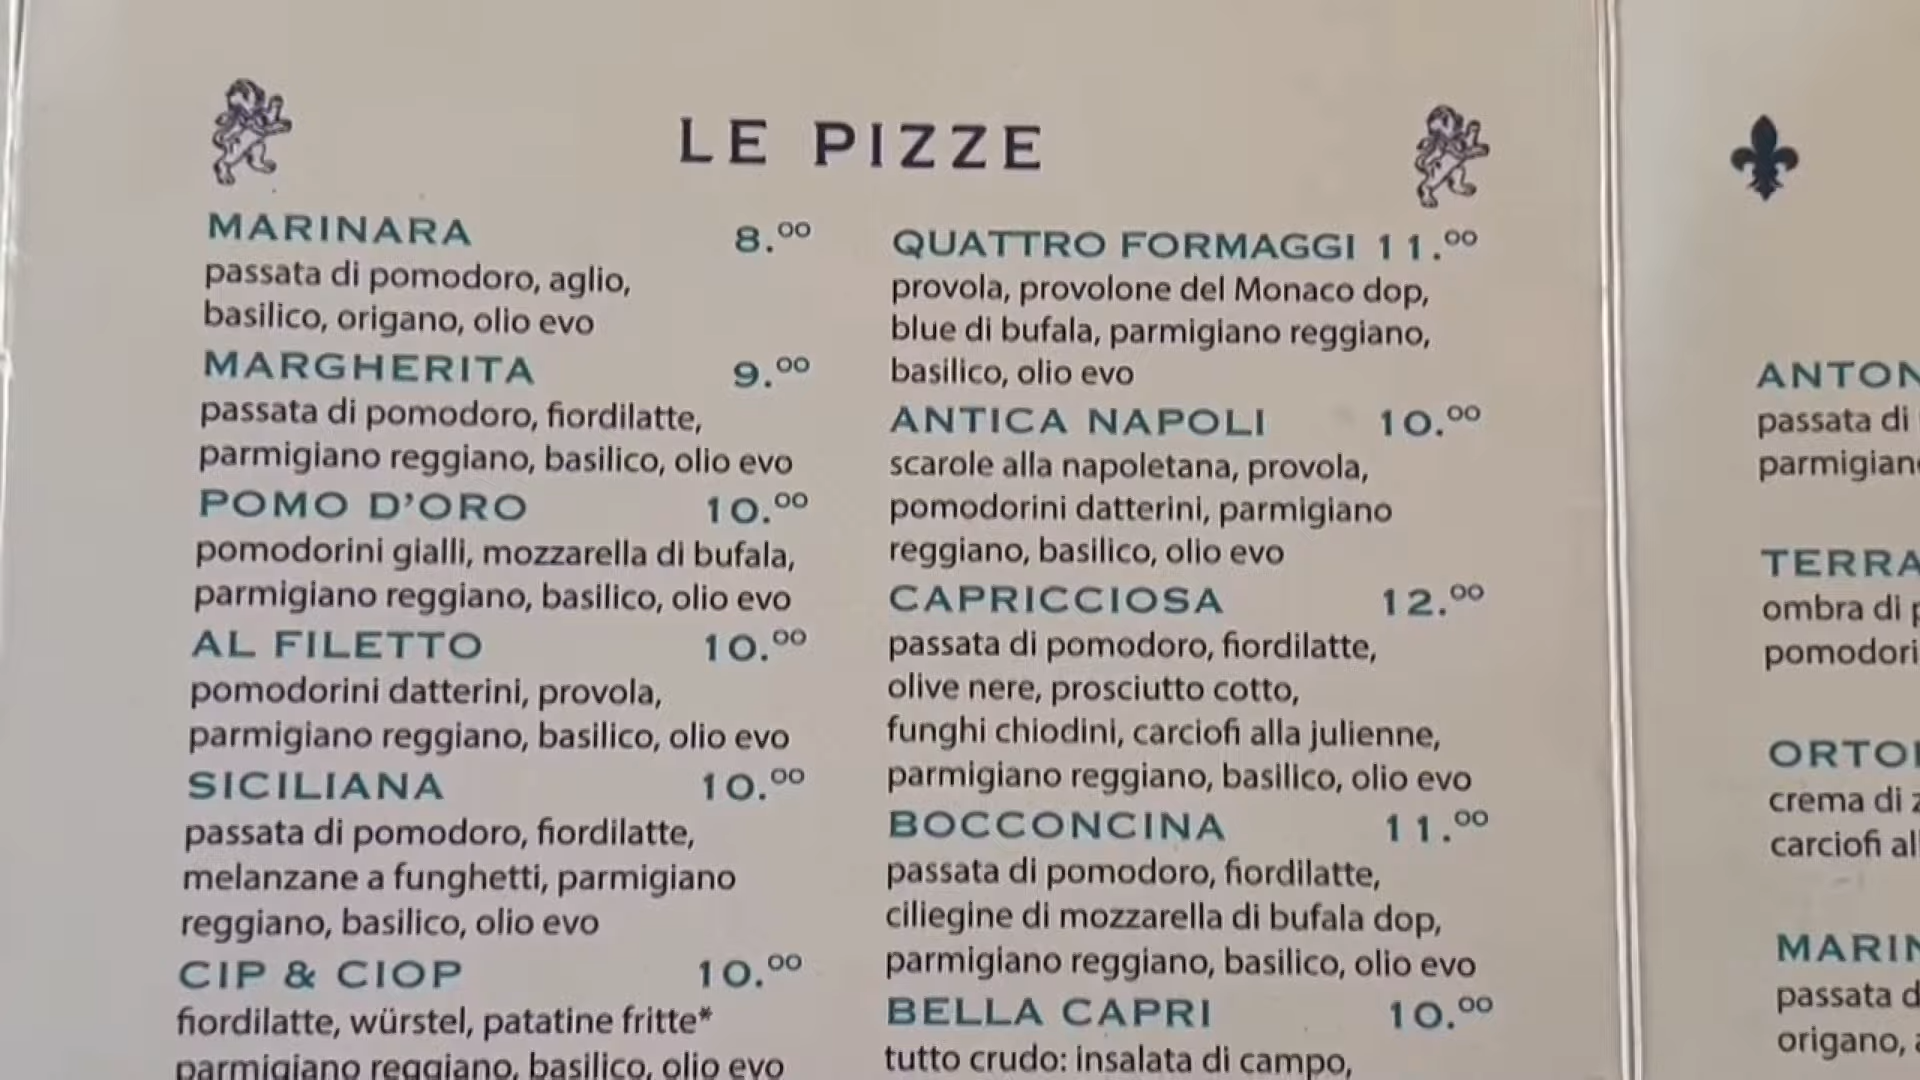 LE PIZZE
MARINARA 8.00
passata di pomodoro, aglio,
basilico, origano, olio evo
MARGHERITA 9.00
passata di pomodoro, fiordilatte,
parmigiano reggiano, basilico, olio evo
POMO D'ORO 10.00
pomodorini gialli, mozzarella di bufala,
parmigiano reggiano, basilico, olio evo
AL FILETTO 10.00
pomodorini datterini, provola,
parmigiano reggiano, basilico, olio evo
SICILIANA 10.00
passata di pomodoro, fiordilatte,
melanzane a funghetti, parmigiano
reggiano, basilico, olio evo
CIP & CIOP 10.00
fiordilatte, würstel, patatine fritte*
parmigiano reggiano, basilico, olio evo
QUATTRO FORMAGGI 11.00
provola, provolone del Monaco dop,
blue di bufala, parmigiano reggiano,
basilico, olio evo
ANTICA NAPOLI 10.00
scarole alla napoletana, provola,
pomodorini datterini, parmigiano
reggiano, basilico, olio evo
CAPRICCIOSA 12.00
passata di pomodoro, fiordilatte,
olive nere, prosciutto cotto,
funghi chiodini, carciofi alla julienne,
parmigiano reggiano, basilico, olio evo
BOCCONCINA 11.00
passata di pomodoro, fiordilatte,
ciliegine di mozzarella di bufala dop,
parmigiano reggiano, basilico, olio evo
BELLA CAPRI 10.00
tutto crudo: insalata di campo,
passata di
ombra di
crema di
carciofi
passata
origano,